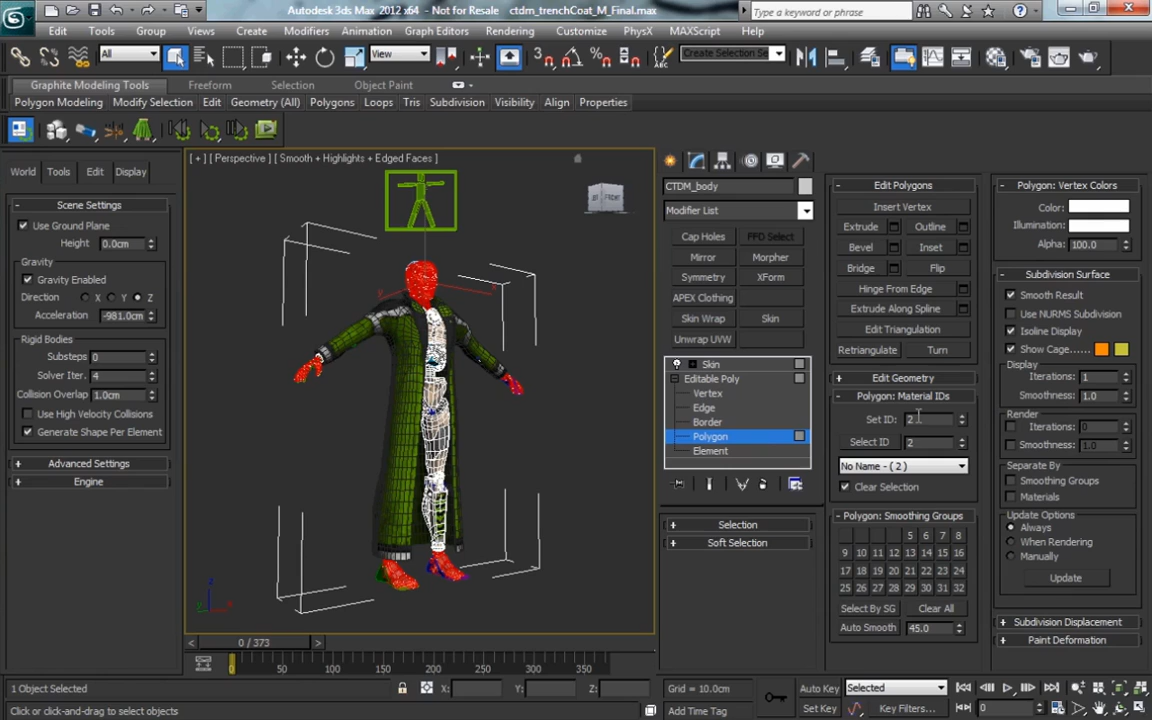 Autodesk 3ds Max 2012 x64 - Not for Resale ctdm_trenchCoat_M_Final.max
Type a keyword or phrase
Edit Tools Group Views Create Modifiers Animation Graph Editors Rendering Customize PhysX MAXScript Help
All View Create Selection Se
Graphite Modeling Tools Freeform Selection Object Paint
Polygon Modeling Modify Selection Edit Geometry (All) Polygons Loops Tris Subdivision Visibility Align Properties
World Tools Edit Display
- Scene Settings
Use Ground Plane
Height 0.0cm
Gravity
Gravity Enabled
Direction X Y Z
Acceleration -981.0cm
Rigid Bodies
Substeps 0
Solver Iter. 4
Collision Overlap 1.0cm
Use High Velocity Collisions
Generate Shape Per Element
+ Advanced Settings
+ Engine
[ + ] [ Perspective ] [ Smooth + Highlights + Edged Faces ]
CTDM_body
Modifier List
Cap Holes FFD Select
Mirror Morpher
Symmetry XForm
APEX Clothing
Skin Wrap Skin
Unwrap UVW
Skin
Editable Poly
Vertex
Edge
Border
Polygon
Element
+ Selection
+ Soft Selection
- Edit Polygons
Insert Vertex
Extrude Outline
Bevel Inset
Bridge Flip
Hinge From Edge
Extrude Along Spline
Edit Triangulation
Retriangulate Turn
+ Edit Geometry
- Polygon: Material IDs
Set ID: 2
Select ID 2
No Name - ( 2 )
Clear Selection
- Polygon: Smoothing Groups
5 6 7 8
9 10 11 12 13 14 15 16
17 18 19 20 21 22 23 24
25 26 27 28 29 30 31 32
Select By SG Clear All
Auto Smooth 45.0
- Polygon: Vertex Colors
Color:
Illumination:
Alpha: 100.0
- Subdivision Surface
Smooth Result
Use NURMS Subdivision
Isoline Display
Show Cage......
Display
Iterations: 1
Smoothness: 1.0
Render
Iterations: 0
Smoothness: 1.0
Separate By
Smoothing Groups
Materials
Update Options
Always
When Rendering
Manually
Update
+ Subdivision Displacement
+ Paint Deformation
< 0 / 373 >
0 50 100 150 200 250 300 350
1 Object Selected X: Y: Z: Grid = 10.0cm Auto Key Selected
Click or click-and-drag to select objects Add Time Tag Set Key Key Filters... 0